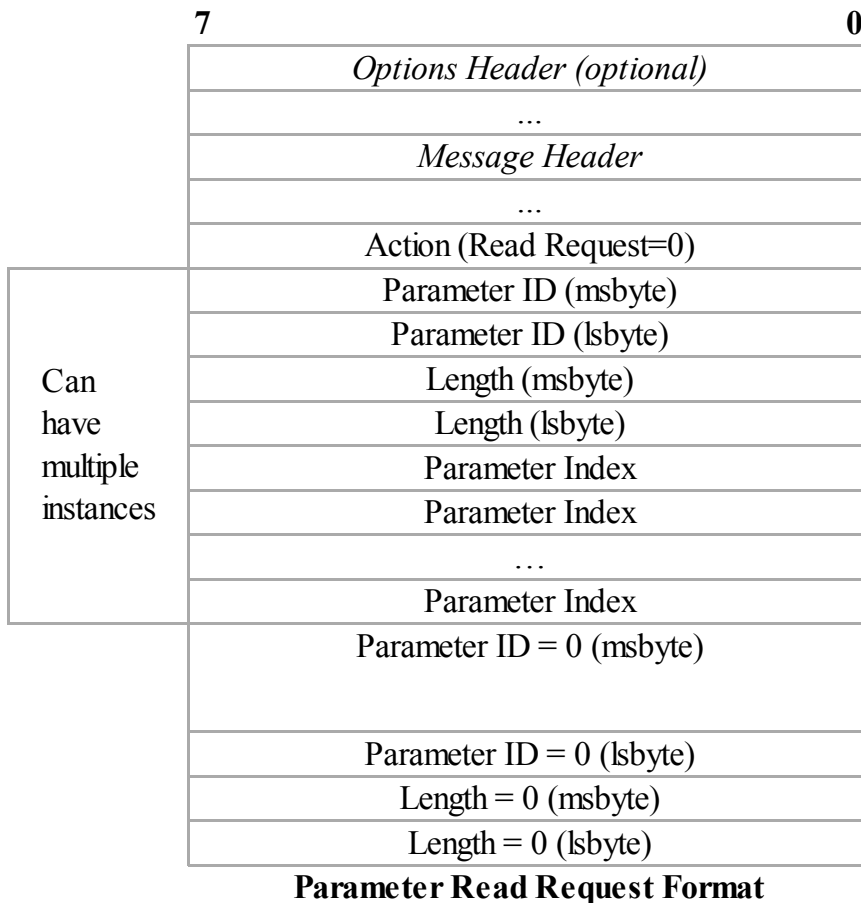 7 0
Options Header (optional)
...
Message Header
...
Action (Read Request=0)
Parameter ID (msbyte)
Parameter ID (lsbyte)
Length (msbyte)
Length (lsbyte)
Parameter Index
Parameter Index
…
Parameter Index
Can
have
multiple
instances
Parameter ID = 0 (msbyte)
Parameter ID = 0 (lsbyte)
Length = 0 (msbyte)
Length = 0 (lsbyte)
Parameter Read Request Format